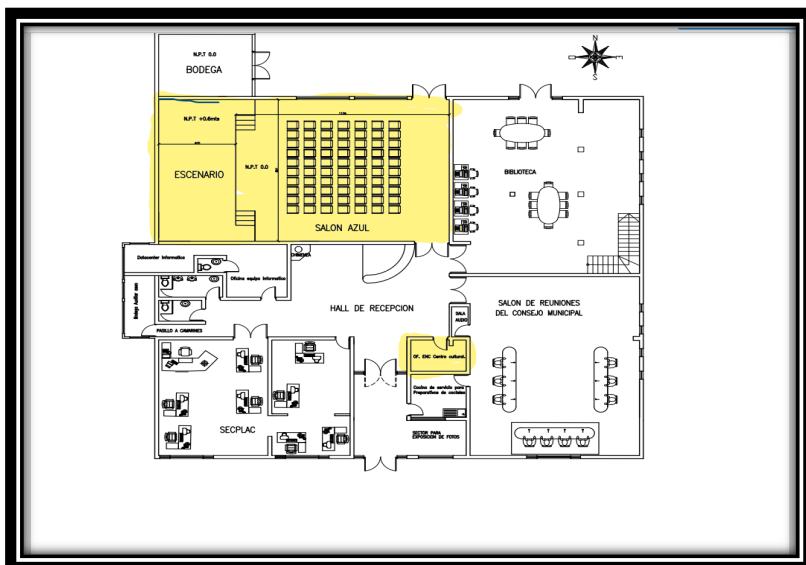 N.P.T 0.0
BODEGA
N
E
S
N.P.T +0.6mts
N.P.T 0.0
ESCENARIO
SALON AZUL
BIBLIOTECA
Datacenter Informatico
Oficina equipo Informatico
CHIMENEA
HALL DE RECEPCION
SALON DE REUNIONES
DEL CONSEJO MUNICIPAL
SALA
AUDIO
PASILLO A CAMARINES
OF. ENC Centro cultural.
Cocina de servicio para
Preparativos de cocteles
SECPLAC
SECTOR PARA
EXPOSICION DE FOTOS